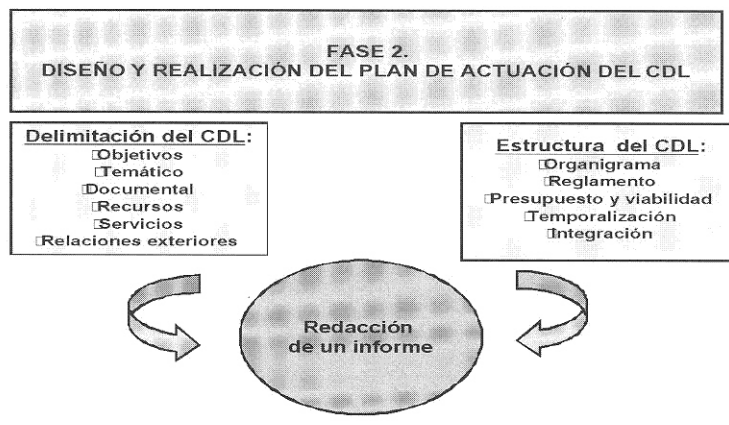 FASE 2.
DISEÑO Y REALIZACIÓN DEL PLAN DE ACTUACIÓN DEL CDL
Delimitación del CDL:
Objetivos
Temático
Documental
Recursos
Servicios
Relaciones exteriores
Estructura del CDL:
Organigrama
Reglamento
Presupuesto y viabilidad
Temporalización
Integración
Redacción
de un informe